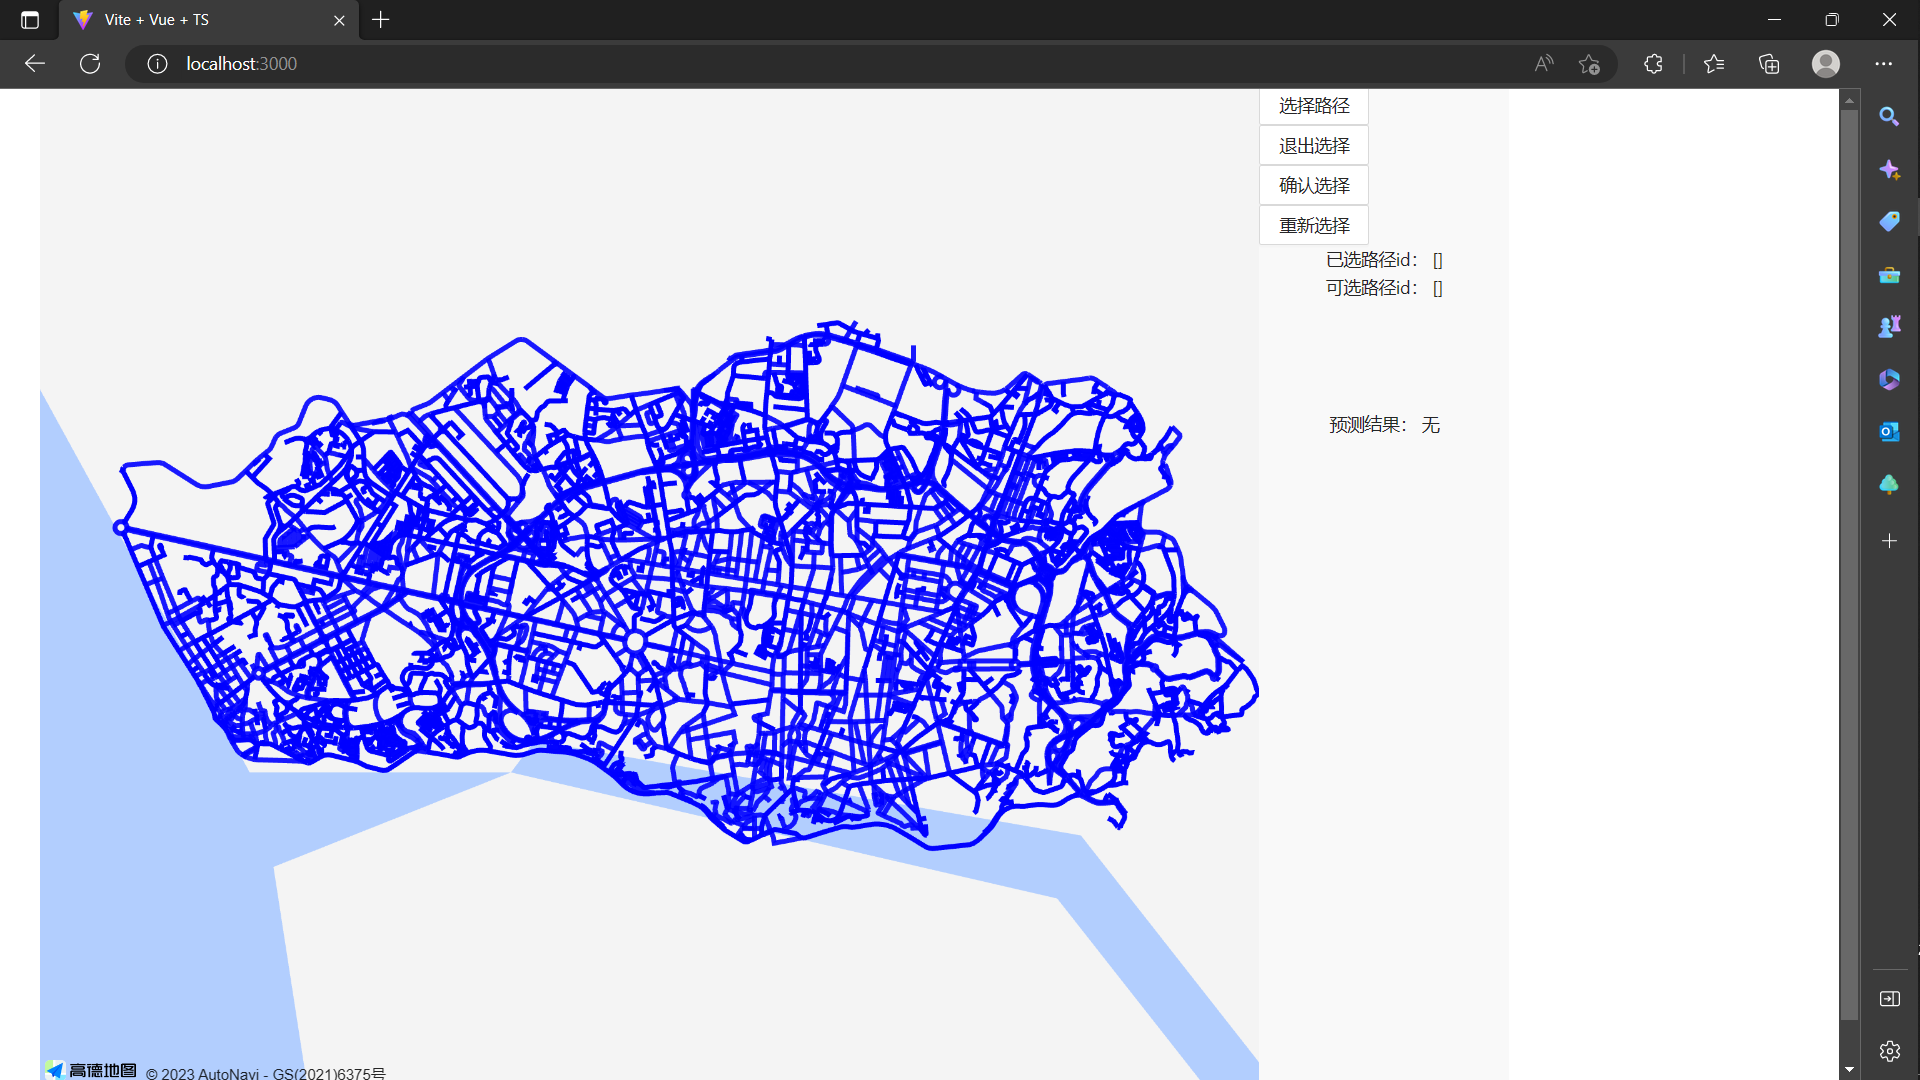 Vite + Vue + TS
localhost:3000
选择路径
退出选择
确认选择
重新选择
已选路径id： []
可选路径id： []
预测结果： 无
高德地图 © 2023 AutoNavi - GS(2021)6375号